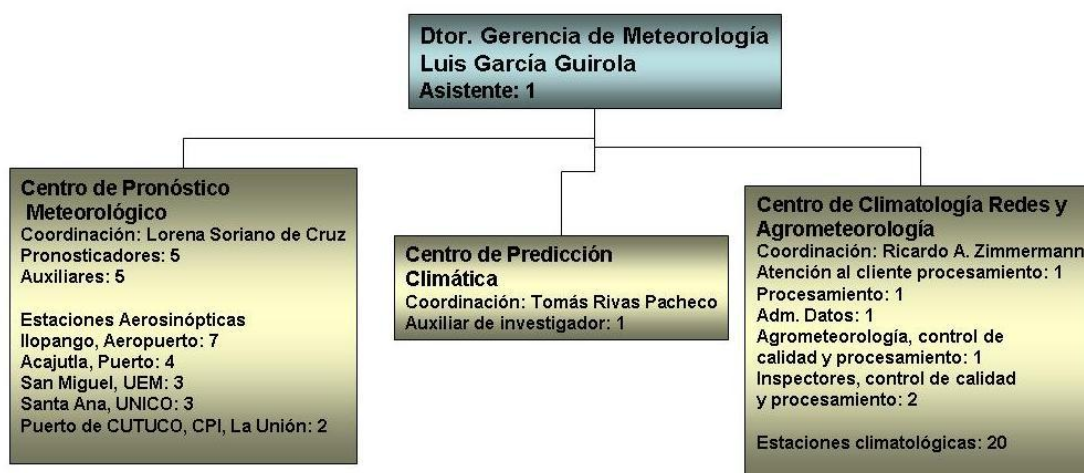 Dtor. Gerencia de Meteorología
Luis García Guirola
Asistente: 1
Centro de Pronóstico
Meteorológico
Coordinación: Lorena Soriano de Cruz
Pronosticadores: 5
Auxiliares: 5
Estaciones Aerosinópticas
Ilopango, Aeropuerto: 7
Acajutla, Puerto: 4
San Miguel, UEM: 3
Santa Ana, UNICO: 3
Puerto de CUTUCO, CPI, La Unión: 2
Centro de Predicción
Climática
Coordinación: Tomás Rivas Pacheco
Auxiliar de investigador: 1
Centro de Climatología Redes y
Agrometeorología
Coordinación: Ricardo A. Zimmermann
Atención al cliente procesamiento: 1
Procesamiento: 1
Adm. Datos: 1
Agrometeorología, control de
calidad y procesamiento: 1
Inspectores, control de calidad
y procesamiento: 2
Estaciones climatológicas: 20